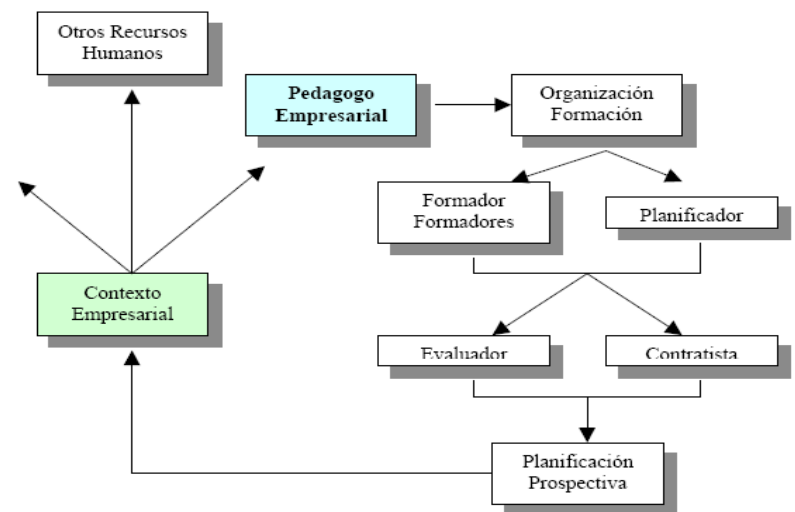 Otros Recursos
Humanos
Pedagogo
Empresarial
Organización
Formación
Formador
Formadores
Planificador
Contexto
Empresarial
Evaluador
Contratista
Planificación
Prospectiva